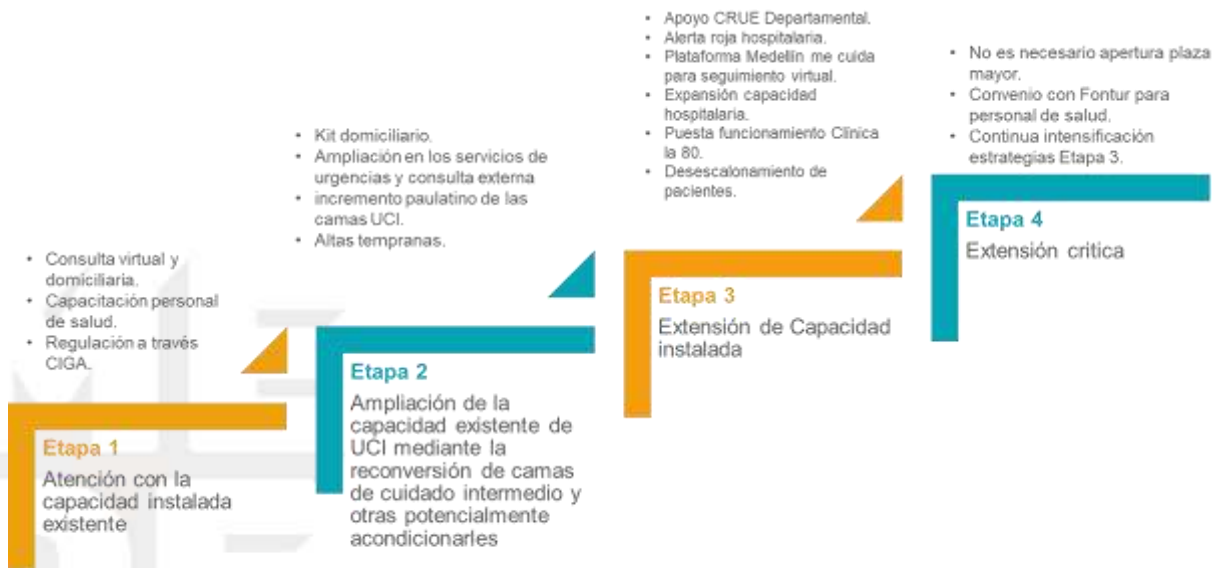 • Consulta virtual y
domiciliaria.
• Capacitación personal
de salud.
• Regulación a través
CIGA.
Etapa 1
Atención con la
capacidad instalada
existente
• Kit domiciliario.
• Ampliación en los servicios de
urgencias y consulta externa
• incremento paulatino de las
camas UCI.
• Altas tempranas.
Etapa 2
Ampliación de la
capacidad existente de
UCI mediante la
reconversión de camas
de cuidado intermedio y
otras potencialmente
acondicionarles
• Apoyo CRUE Departamental.
• Alerta roja hospitalaria.
• Plataforma Medellín me cuida
para seguimiento virtual.
• Expansión capacidad
hospitalaria.
• Puesta funcionamiento Clínica
la 80.
• Desescalonamiento de
pacientes.
Etapa 3
Extensión de Capacidad
instalada
• No es necesario apertura plaza
mayor.
• Convenio con Fontur para
personal de salud.
• Continua intensificación
estrategias Etapa 3.
Etapa 4
Extensión critica